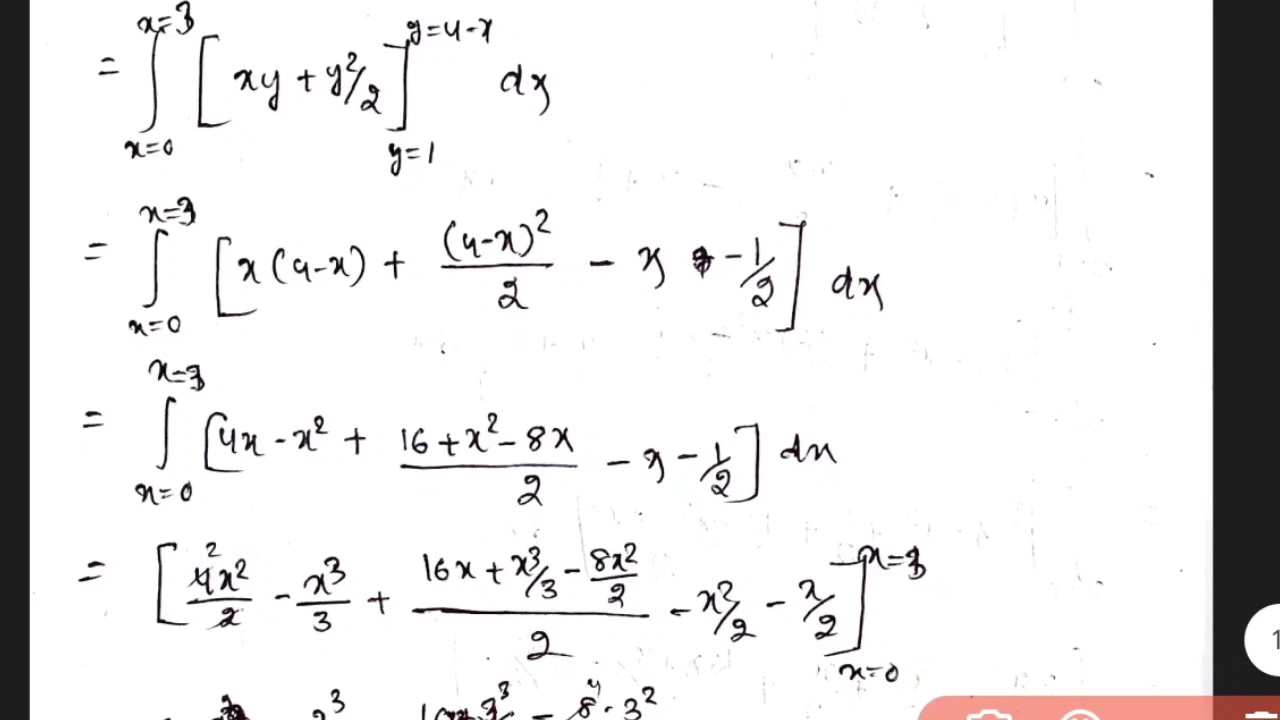 = ∫_{x=0}^{x=3} [ xy + y²/2 ]_{y=1}^{y=4-x} dx
= ∫_{x=0}^{x=3} [ x(4-x) + (4-x)²/2 - x - 1/2 ] dx
= ∫_{x=0}^{x=3} [ 4x - x² + (16+x²-8x)/2 - x - 1/2 ] dx
= [ 4x²/2 - x³/3 + (16x + x³/3 - 8x²/2)/2 - x²/2 - x/2 ]_{x=0}^{x=3}